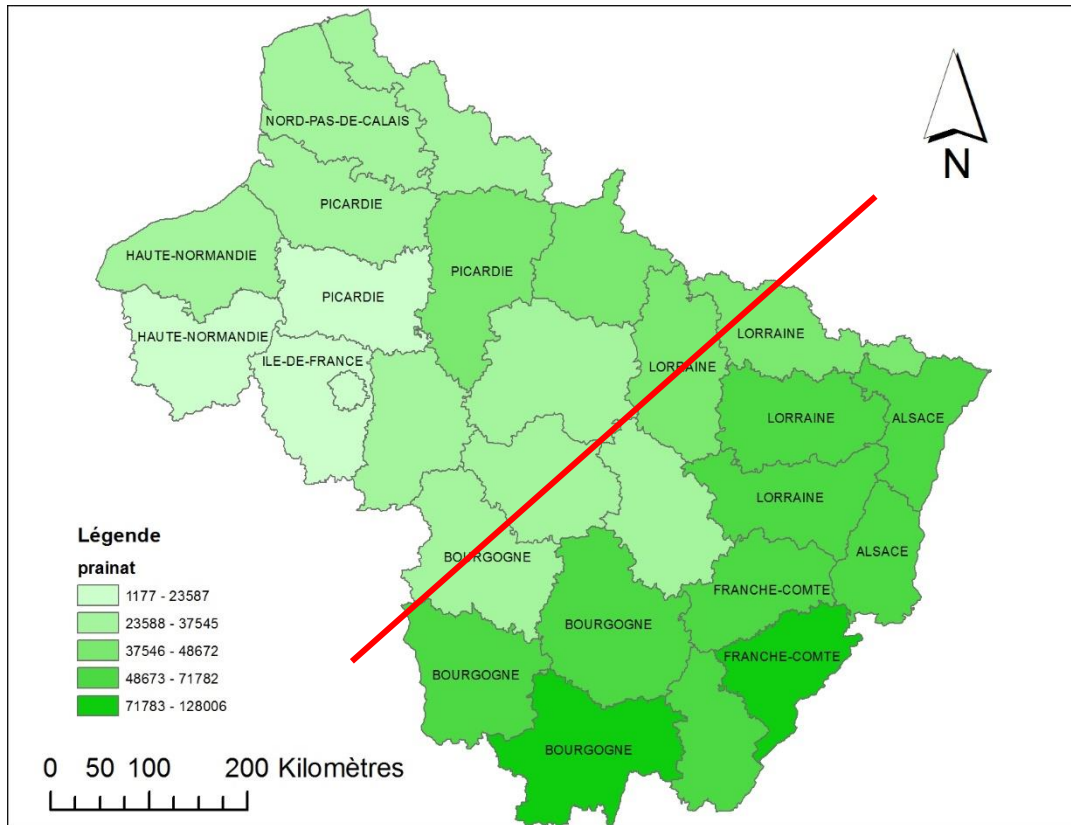 NORD-PAS-DE-CALAIS
N
PICARDIE
HAUTE-NORMANDIE
PICARDIE
PICARDIE
HAUTE-NORMANDIE
LORRAINE
ILE-DE-FRANCE
LORRAINE
LORRAINE
ALSACE
LORRAINE
Légende
BOURGOGNE
ALSACE
prainat
1177 - 23587
FRANCHE-COMTE
23588 - 37545
BOURGOGNE
37546 - 48672
FRANCHE-COMTE
48673 - 71782
BOURGOGNE
71783 - 128006
BOURGOGNE
0 50 100 200 Kilomètres